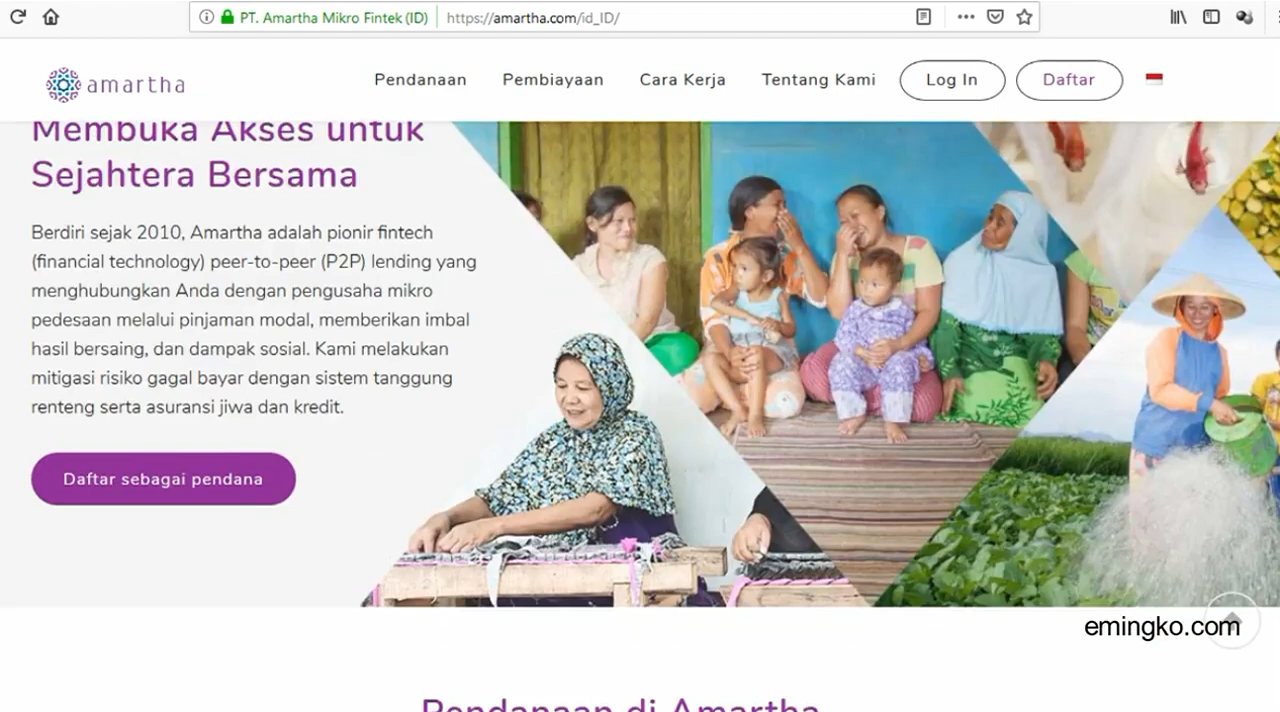 PT. Amartha Mikro Fintek (ID)
https://amartha.com/id_ID/
amartha
Pendanaan
Pembiayaan
Cara Kerja
Tentang Kami
Log In
Daftar
Membuka Akses untuk
Sejahtera Bersama
Berdiri sejak 2010, Amartha adalah pionir fintech
(financial technology) peer-to-peer (P2P) lending yang
menghubungkan Anda dengan pengusaha mikro
pedesaan melalui pinjaman modal, memberikan imbal
hasil bersaing, dan dampak sosial. Kami melakukan
mitigasi risiko gagal bayar dengan sistem tanggung
renteng serta asuransi jiwa dan kredit.
Daftar sebagai pendana
emingko.com
Pendanaan di Amartha